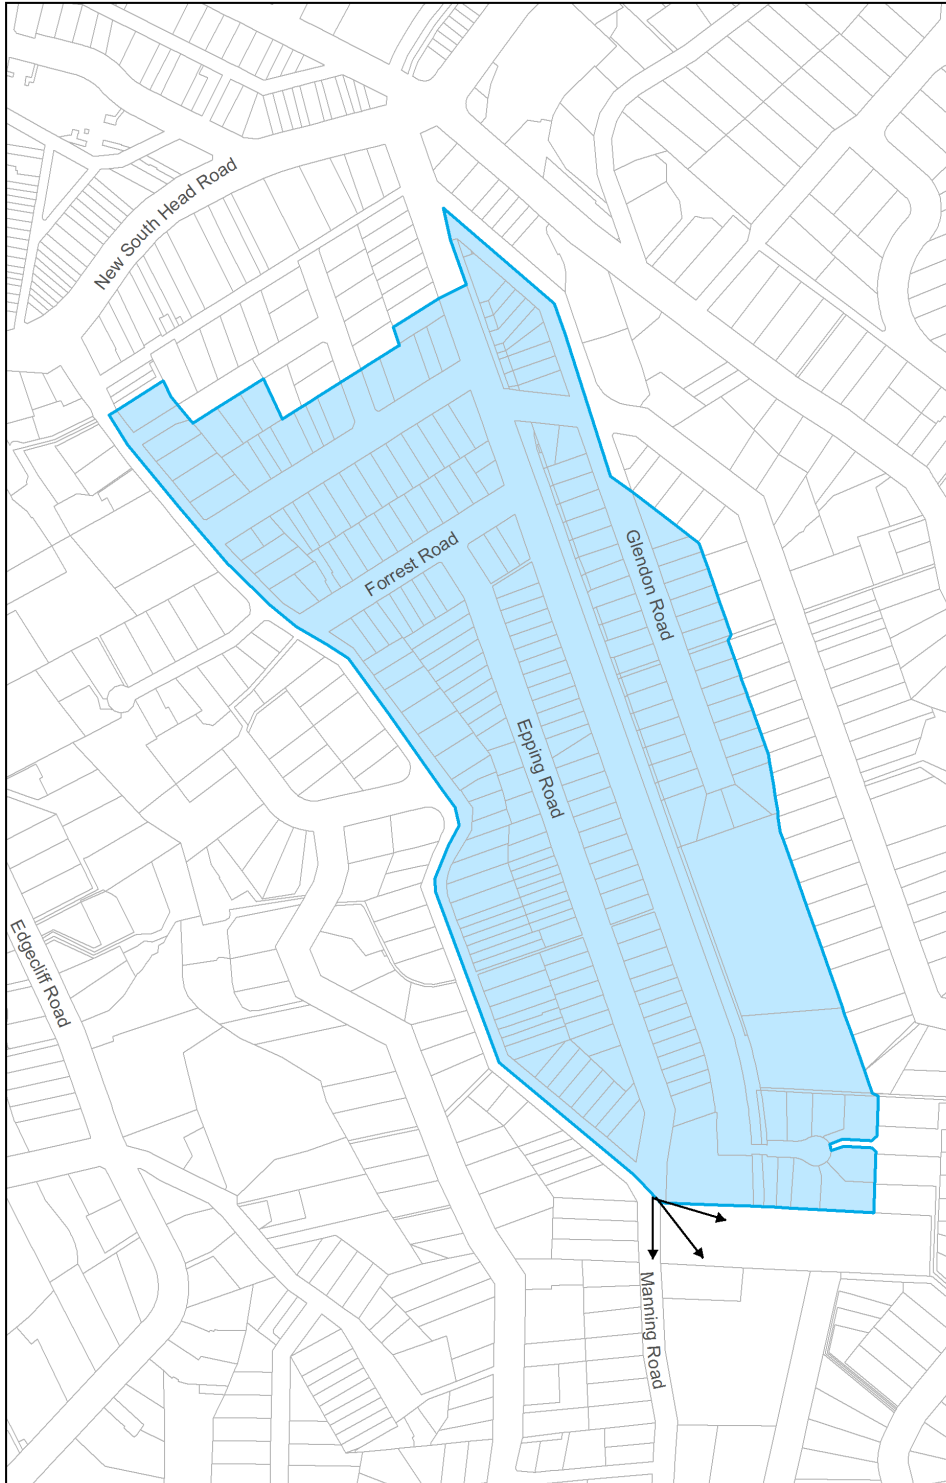 New South Head Road
Forrest Road
Glendon Road
Epping Road
Edgecliff Road
Manning Road